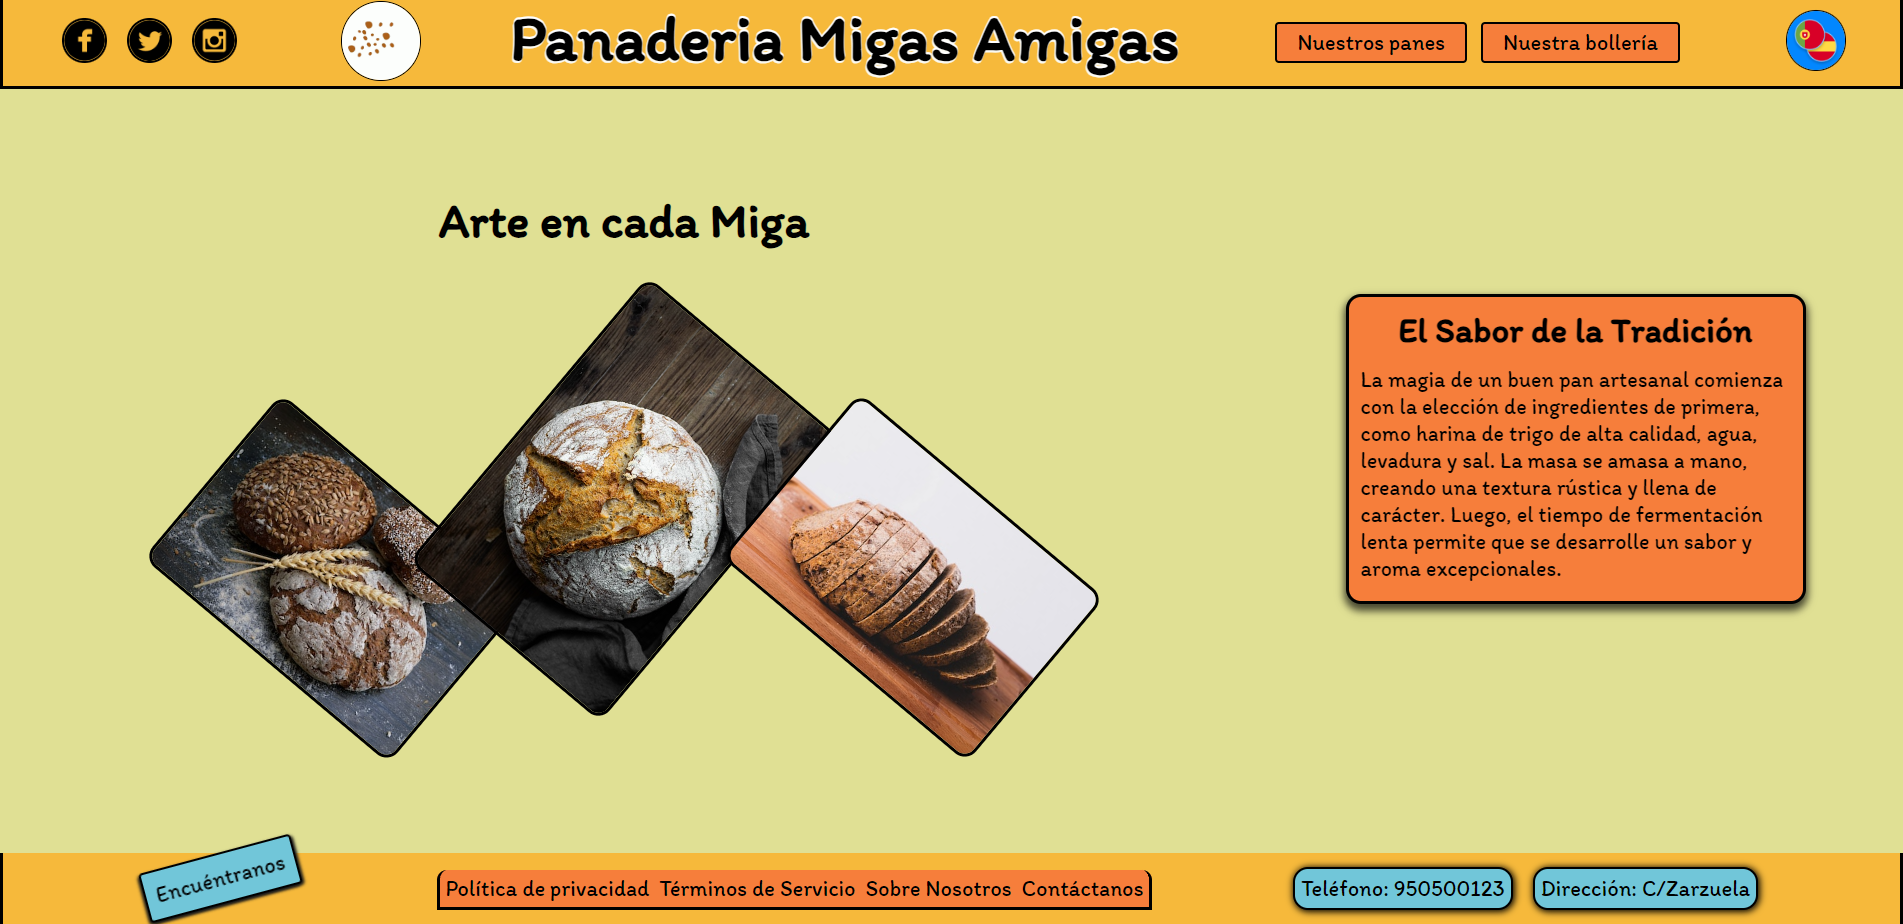 Panaderia Migas Amigas
Nuestros panes
Nuestra bollería
Arte en cada Miga
El Sabor de la Tradición
La magia de un buen pan artesanal comienza
con la elección de ingredientes de primera,
como harina de trigo de alta calidad, agua,
levadura y sal. La masa se amasa a mano,
creando una textura rústica y llena de
carácter. Luego, el tiempo de fermentación
lenta permite que se desarrolle un sabor y
aroma excepcionales.
Encuéntranos
Política de privacidad Términos de Servicio Sobre Nosotros Contáctanos
Teléfono: 950500123
Dirección: C/Zarzuela